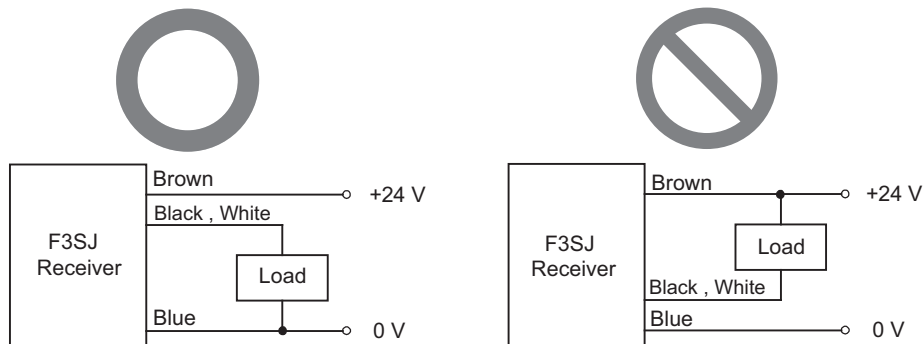 Brown
+24 V
Black , White
F3SJ
Receiver
Load
Blue
0 V
Brown
+24 V
F3SJ
Receiver
Load
Black , White
Blue
0 V